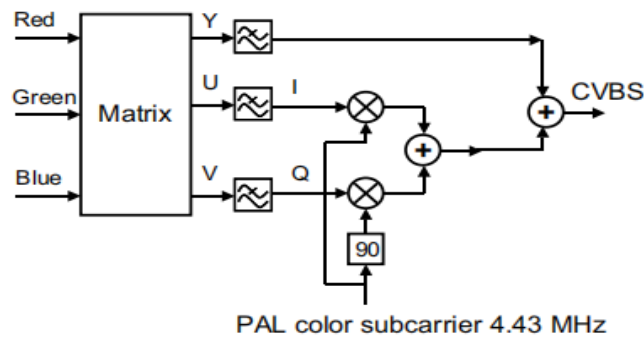 Red
Green
Blue
Matrix
Y
U
V
I
Q
90
CVBS
PAL color subcarrier 4.43 MHz